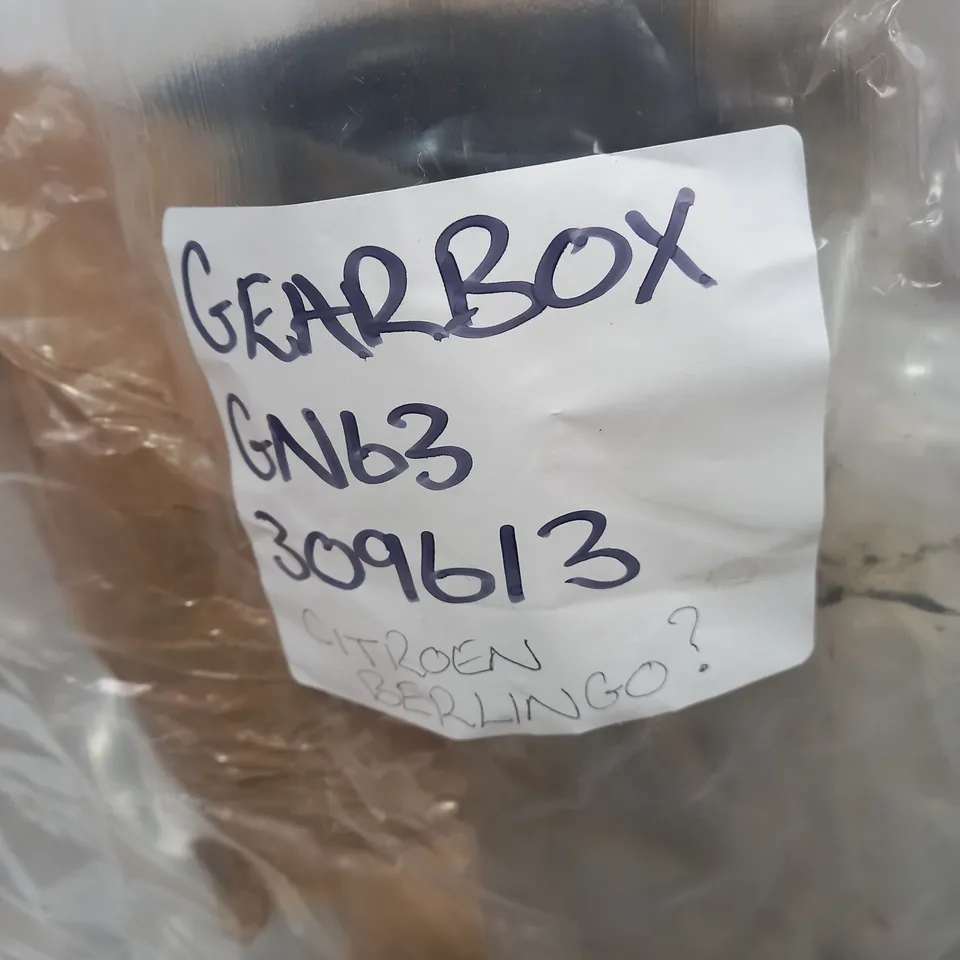 GEARBOX
GN63
309613
CITROEN
BERLINGO?